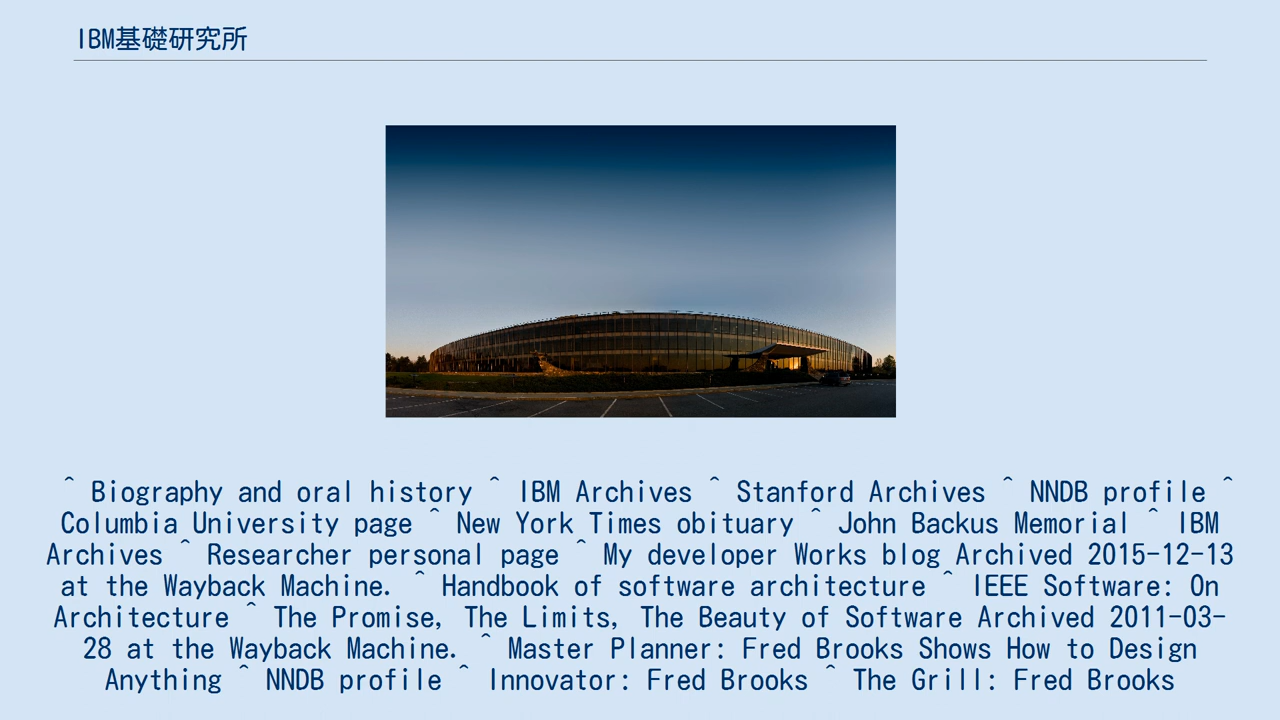 IBM基礎研究所
^ Biography and oral history ^ IBM Archives ^ Stanford Archives ^ NNDB profile ^
Columbia University page ^ New York Times obituary ^ John Backus Memorial ^ IBM
Archives ^ Researcher personal page ^ My developer Works blog Archived 2015-12-13
at the Wayback Machine. ^ Handbook of software architecture ^ IEEE Software: On
Architecture ^ The Promise, The Limits, The Beauty of Software Archived 2011-03-
28 at the Wayback Machine. ^ Master Planner: Fred Brooks Shows How to Design
Anything ^ NNDB profile ^ Innovator: Fred Brooks ^ The Grill: Fred Brooks